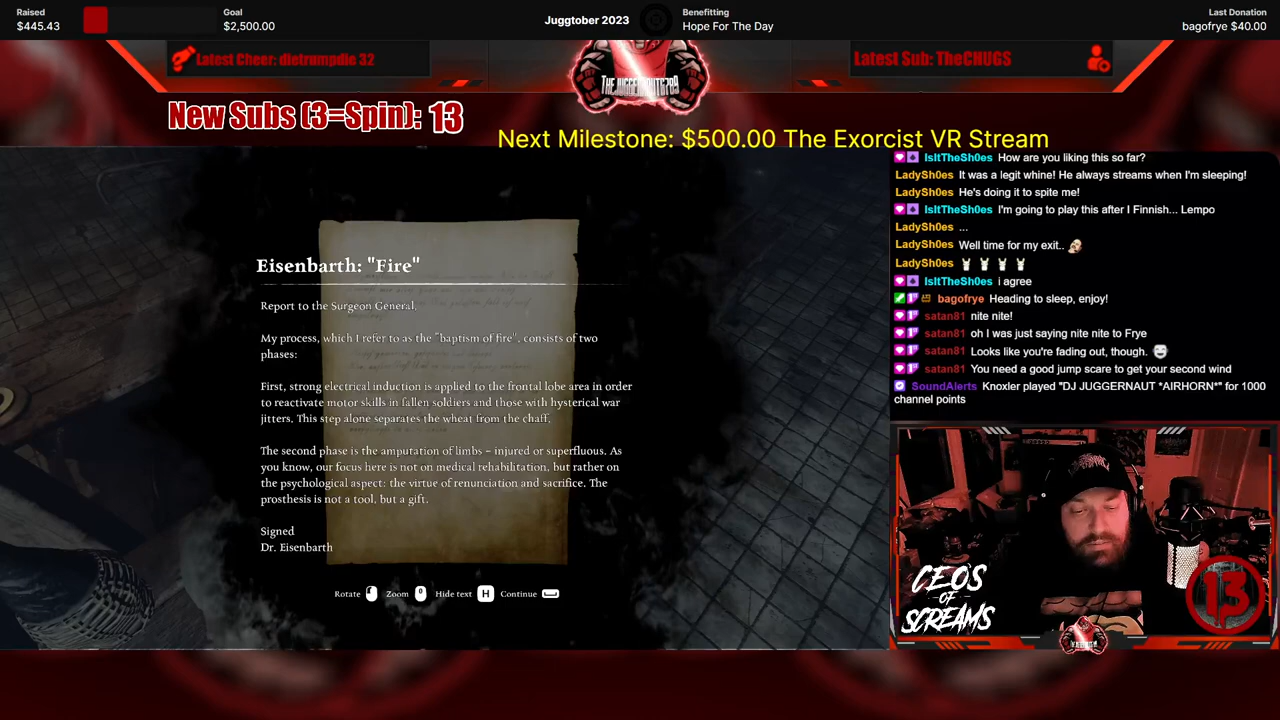 Raised
$445.43
Goal
$2,500.00
Juggtober 2023
Benefitting
Hope For The Day
Last Donation
bagofrye $40.00
Latest Cheer: dietrumpdie 32
THEJUGGERNAUT6789
Latest Sub: TheCHUGS
New Subs (3=Spin): 13
Next Milestone: $500.00 The Exorcist VR Stream
Eisenbarth: "Fire"
Report to the Surgeon General,
My process, which I refer to as the "baptism of fire", consists of two
phases:
First, strong electrical induction is applied to the frontal lobe area in order
to reactivate motor skills in fallen soldiers and those with hysterical war
jitters. This step alone separates the wheat from the chaff.
The second phase is the amputation of limbs – injured or superfluous. As
you know, our focus here is not on medical rehabilitation, but rather on
the psychological aspect: the virtue of renunciation and sacrifice. The
prosthesis is not a tool, but a gift.
Signed
Dr. Eisenbarth
Rotate Zoom Hide text H Continue
IsItTheSh0es How are you liking this so far?
LadySh0es It was a legit whine! He always streams when I'm sleeping!
LadySh0es He's doing it to spite me!
IsItTheSh0es I'm going to play this after I Finnish... Lempo
LadySh0es ...
LadySh0es Well time for my exit..
LadySh0es
IsItTheSh0es i agree
bagofrye Heading to sleep, enjoy!
satan81 nite nite!
satan81 oh I was just saying nite nite to Frye
satan81 Looks like you're fading out, though.
satan81 You need a good jump scare to get your second wind
SoundAlerts Knoxler played "DJ JUGGERNAUT *AIRHORN*" for 1000
channel points
CEOS
OF
SCREAMS
13